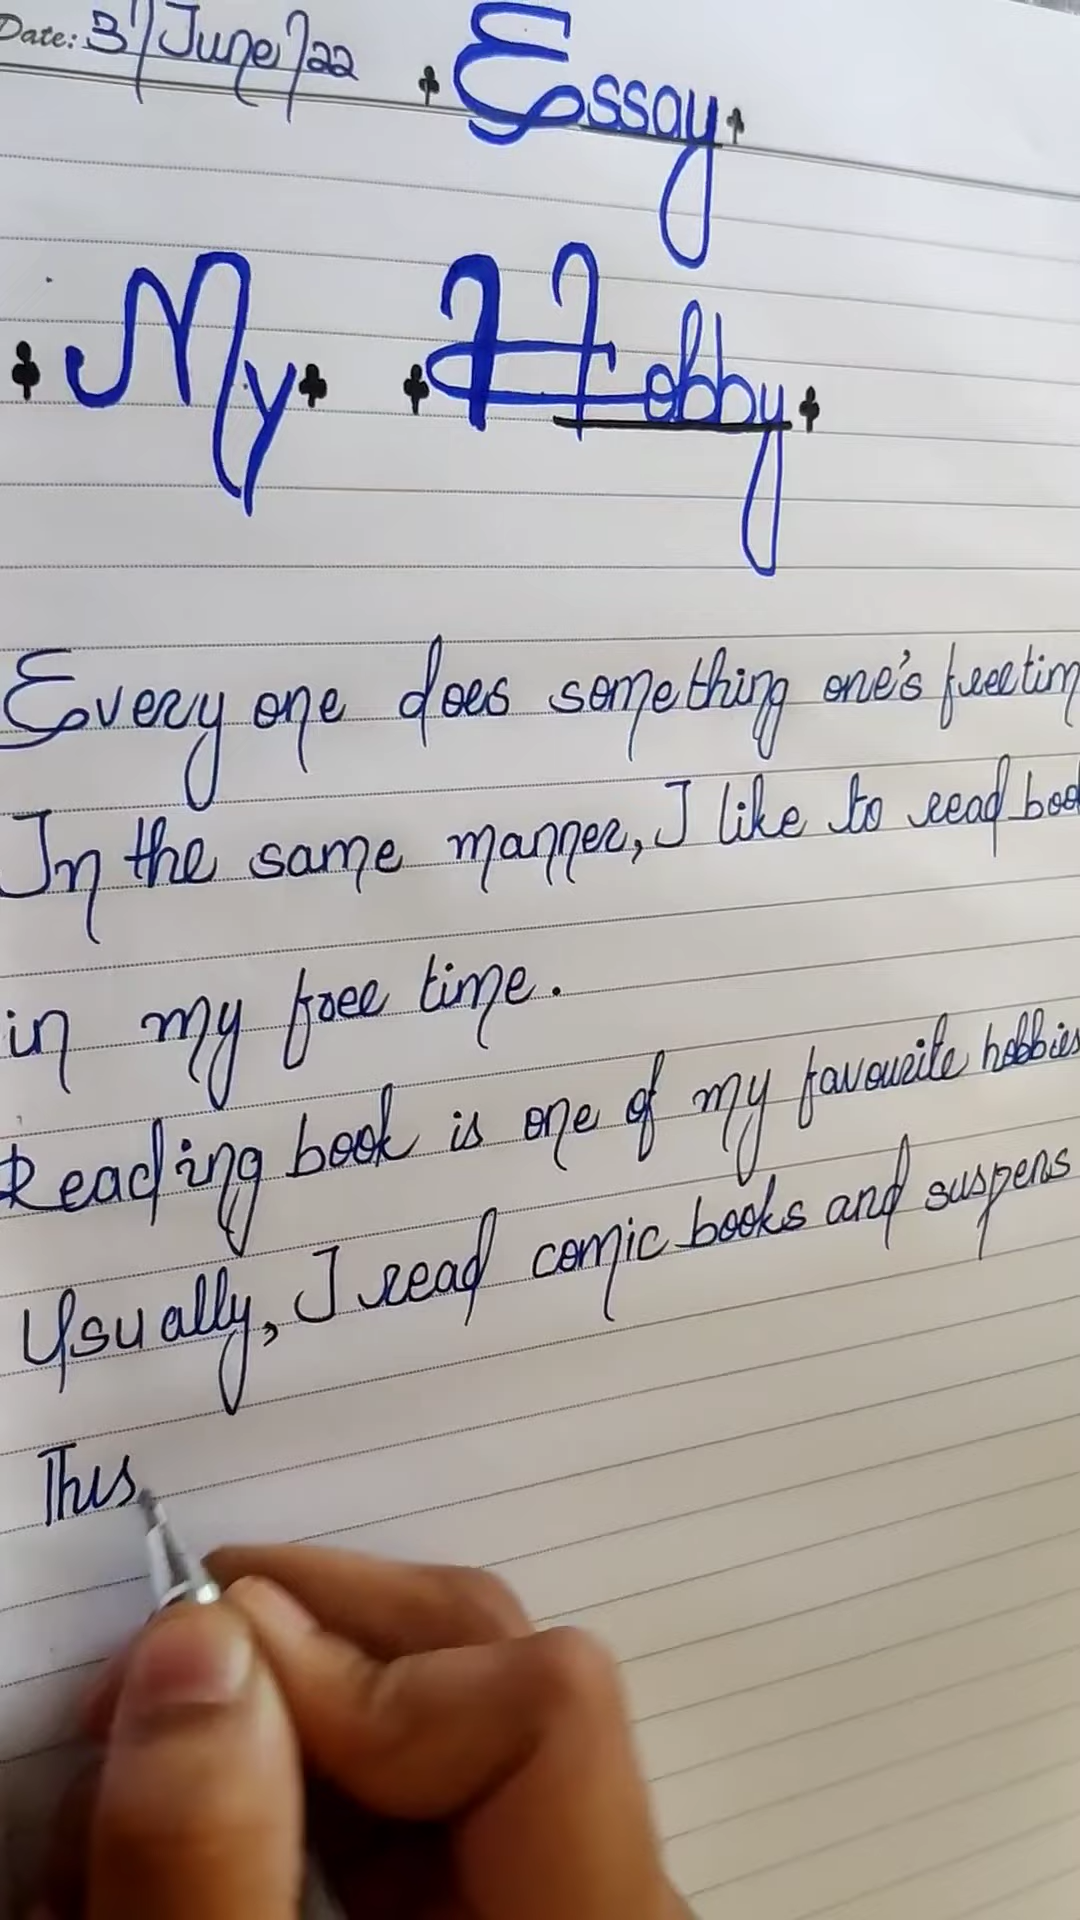 Date: 3/June/22
Essay
My Hobby
Every one does something one's freetim
In the same manner, I like to read boo
in my free time.
Reading book is one of my favourite hobbies
Usually, I read comic books and suspens
This